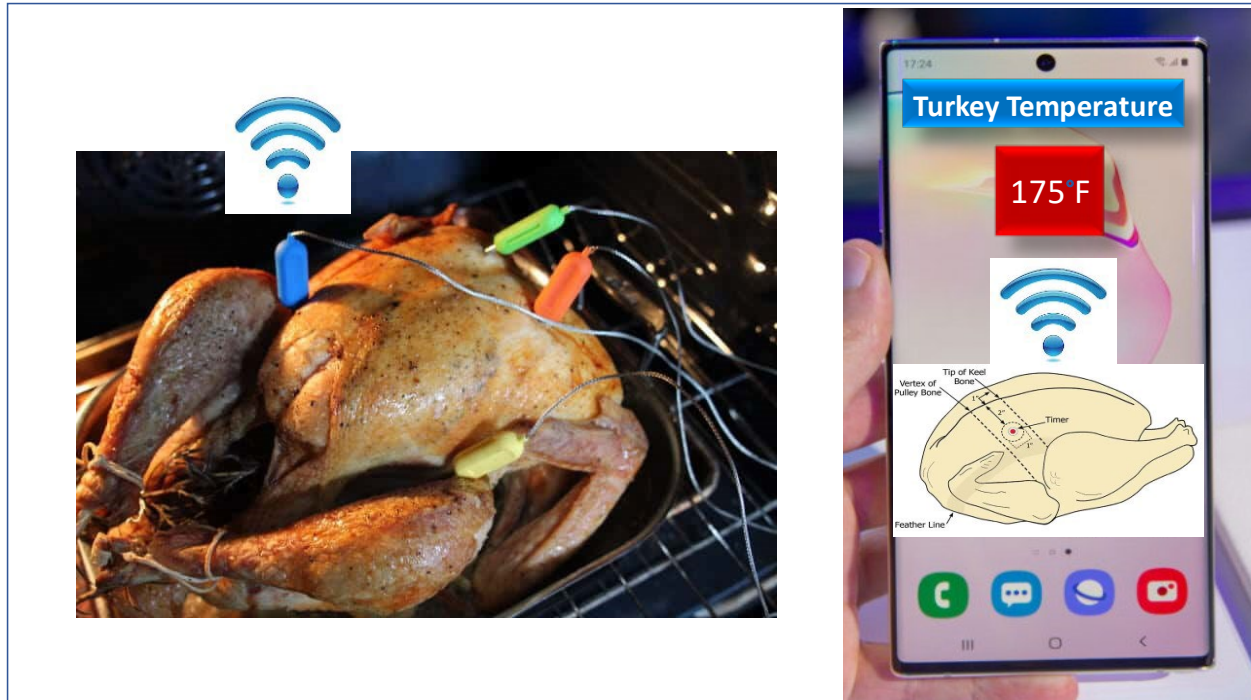 17:24
Turkey Temperature
175°F
Tip of Keel
Bone
Vertex of
Pulley Bone
1"
2"
Timer
1"
Feather Line